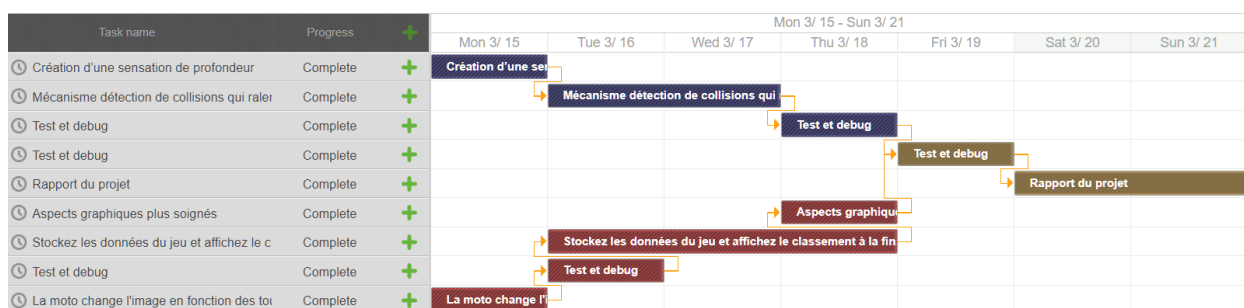 Task name Progress Mon 3/ 15 - Sun 3/ 21
Mon 3/ 15 Tue 3/ 16 Wed 3/ 17 Thu 3/ 18 Fri 3/ 19 Sat 3/ 20 Sun 3/ 21
Création d'une sensation de profondeur Complete Création d'une sen
Mécanisme détection de collisions qui raler Complete Mécanisme détection de collisions qui
Test et debug Complete Test et debug
Test et debug Complete Test et debug
Rapport du projet Complete Rapport du projet
Aspects graphiques plus soignés Complete Aspects graphiqu
Stockez les données du jeu et affichez le c Complete Stockez les données du jeu et affichez le classement à la fin
Test et debug Complete Test et debug
La moto change l'image en fonction des tou Complete La moto change l'i